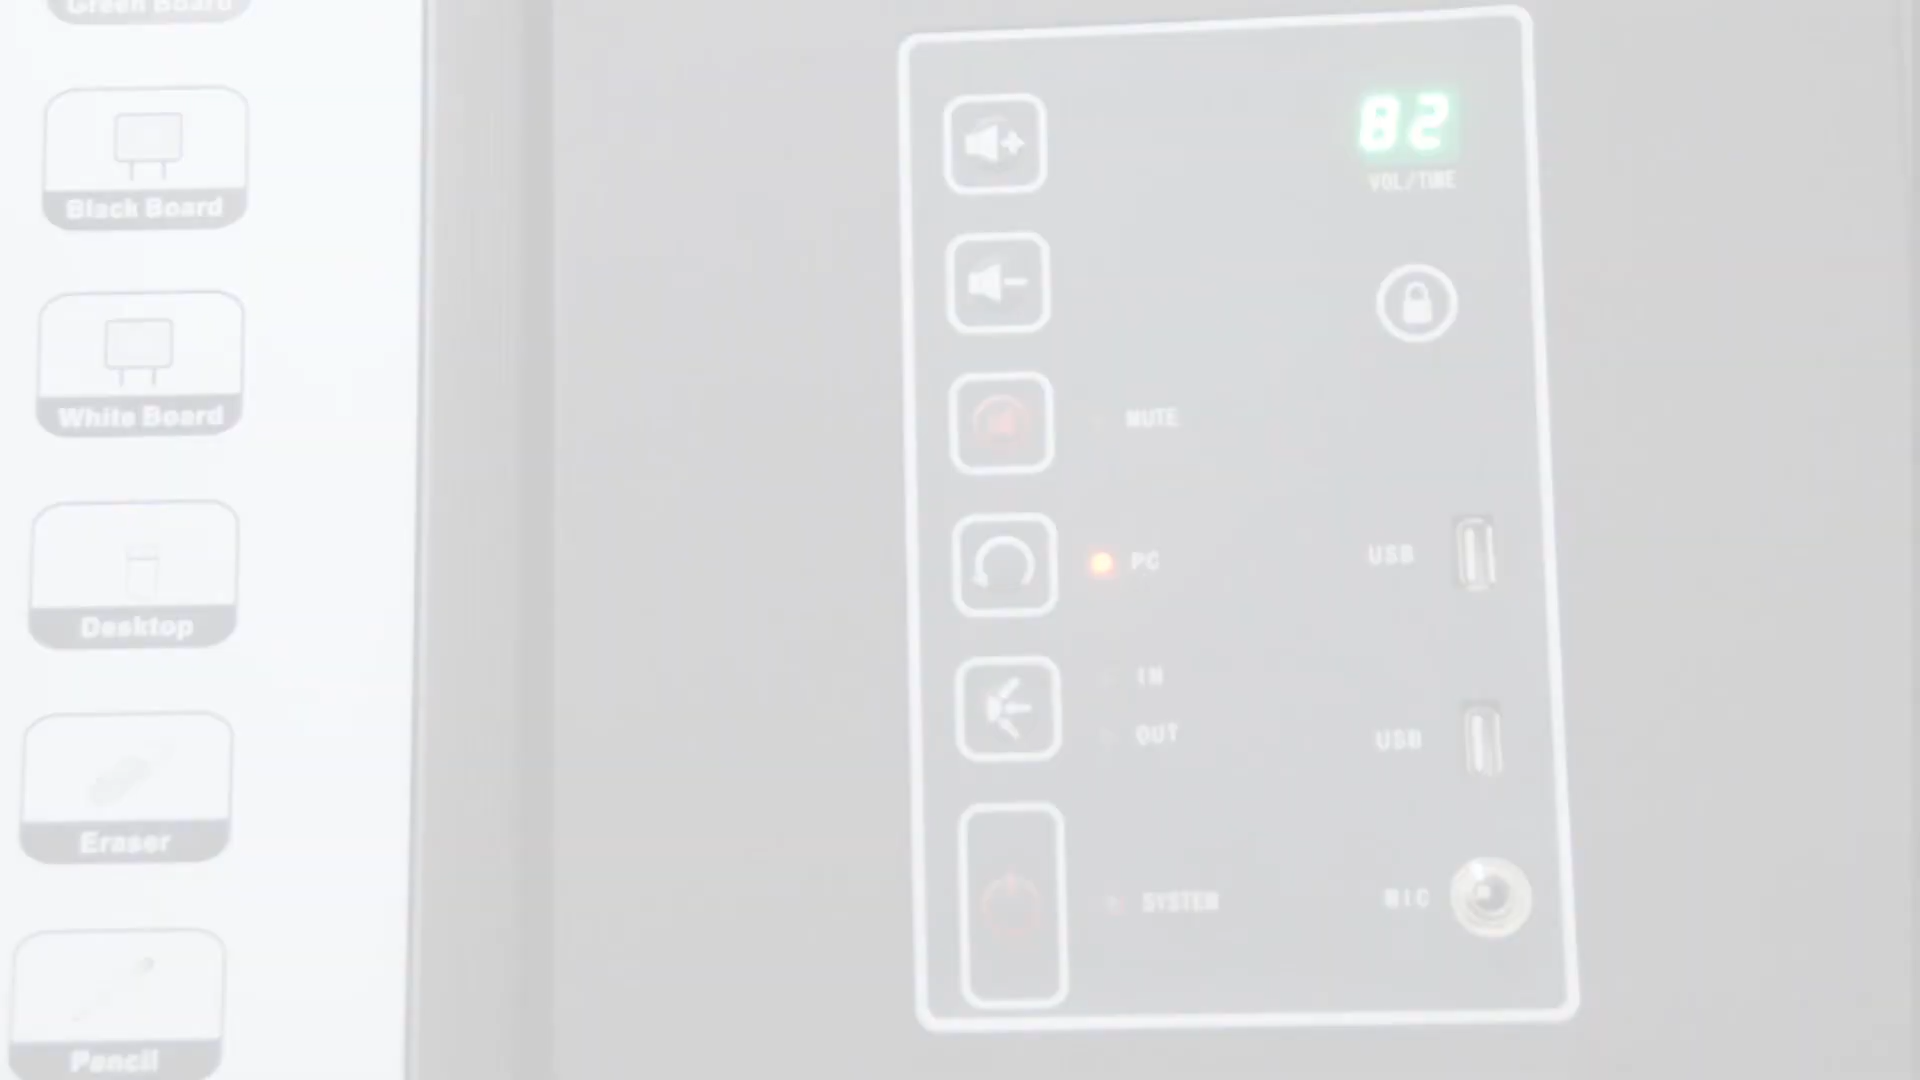 Green Board
Black Board
White Board
Desktop
Eraser
Pencil
82
VOL/TIME
MUTE
PC
USB
IN
OUT
USB
SYSTEM
MIC